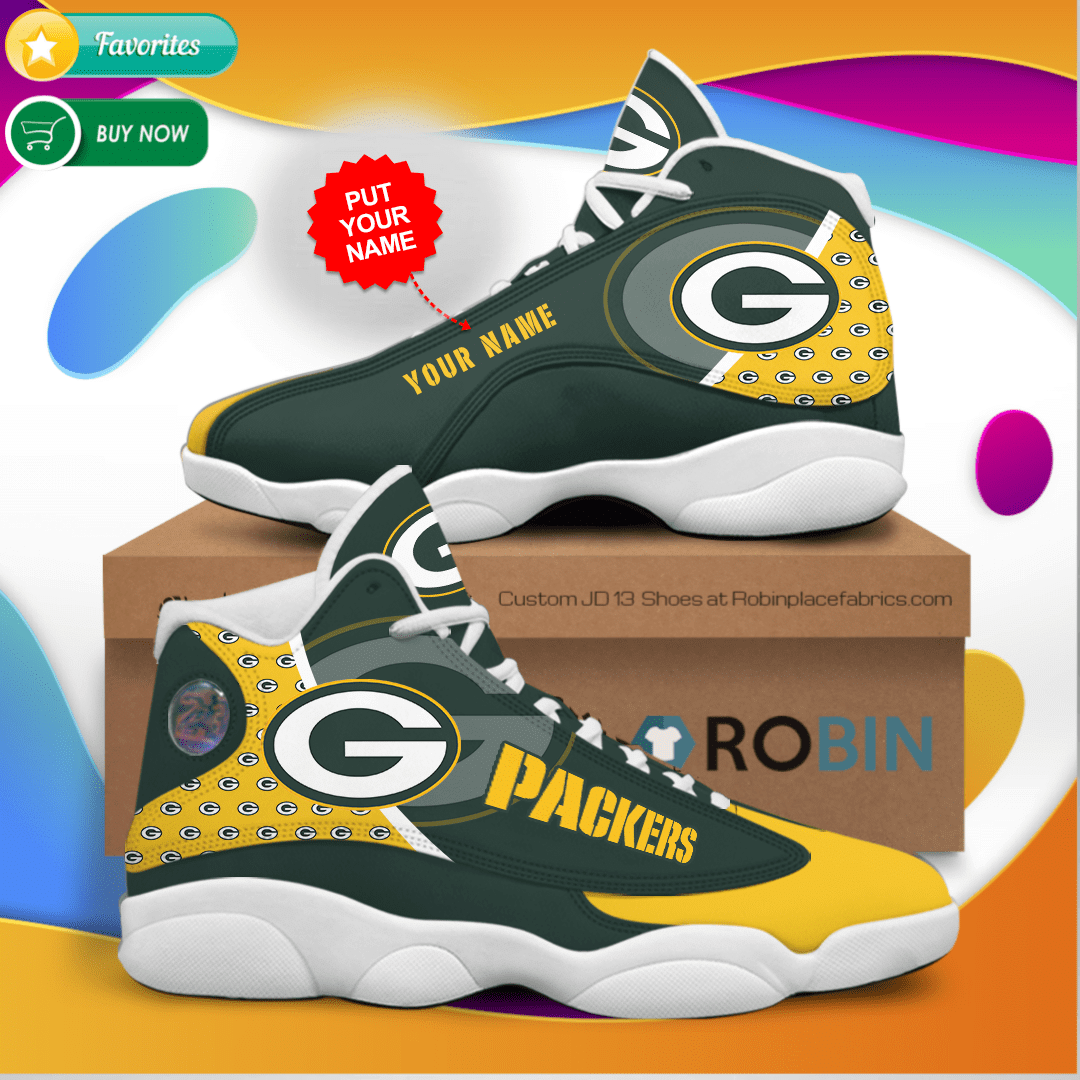 Favorites
BUY NOW
PUT
YOUR
NAME
YOUR NAME
G
Custom JD 13 Shoes at Robinplacefabrics.com
G
ROBIN
PACKERS